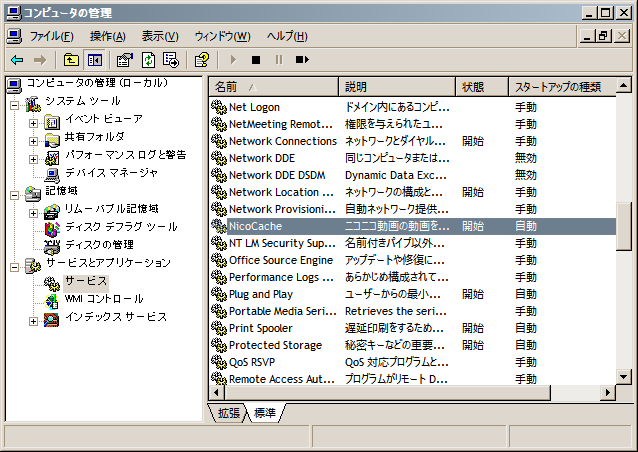 コンピュータの管理
ファイル(F) 操作(A) 表示(V) ウィンドウ(W) ヘルプ(H)
コンピュータの管理 (ローカル)
システム ツール
イベント ビューア
共有フォルダ
パフォーマンス ログと警告
デバイス マネージャ
記憶域
リムーバブル記憶域
ディスク デフラグ ツール
ディスクの管理
サービスとアプリケーション
サービス
WMI コントロール
インデックス サービス
名前 説明 状態 スタートアップの種類
Net Logon ドメイン内にあるコンピ... 手動
NetMeeting Remot... 権限を与えられたユ... 手動
Network Connections ネットワークとダイヤル... 開始 手動
Network DDE 同じコンピュータまたは... 無効
Network DDE DSDM Dynamic Data Exc... 無効
Network Location ... ネットワークの構成と... 開始 手動
Network Provisioni... 自動ネットワーク提供... 手動
NicoCache ニコニコ動画の動画を... 開始 自動
NT LM Security Sup... 名前付きパイプ以外... 手動
Office Source Engine アップデートや修復に... 手動
Performance Logs ... あらかじめ構成されて... 手動
Plug and Play ユーザーからの最小... 開始 自動
Portable Media Seri... Retrieves the seri... 手動
Print Spooler 遅延印刷をするため... 開始 自動
Protected Storage 秘密キーなどの重要... 開始 自動
QoS RSVP QoS 対応プログラムと... 手動
Remote Access Aut... プログラムがリモート D... 手動
拡張 標準